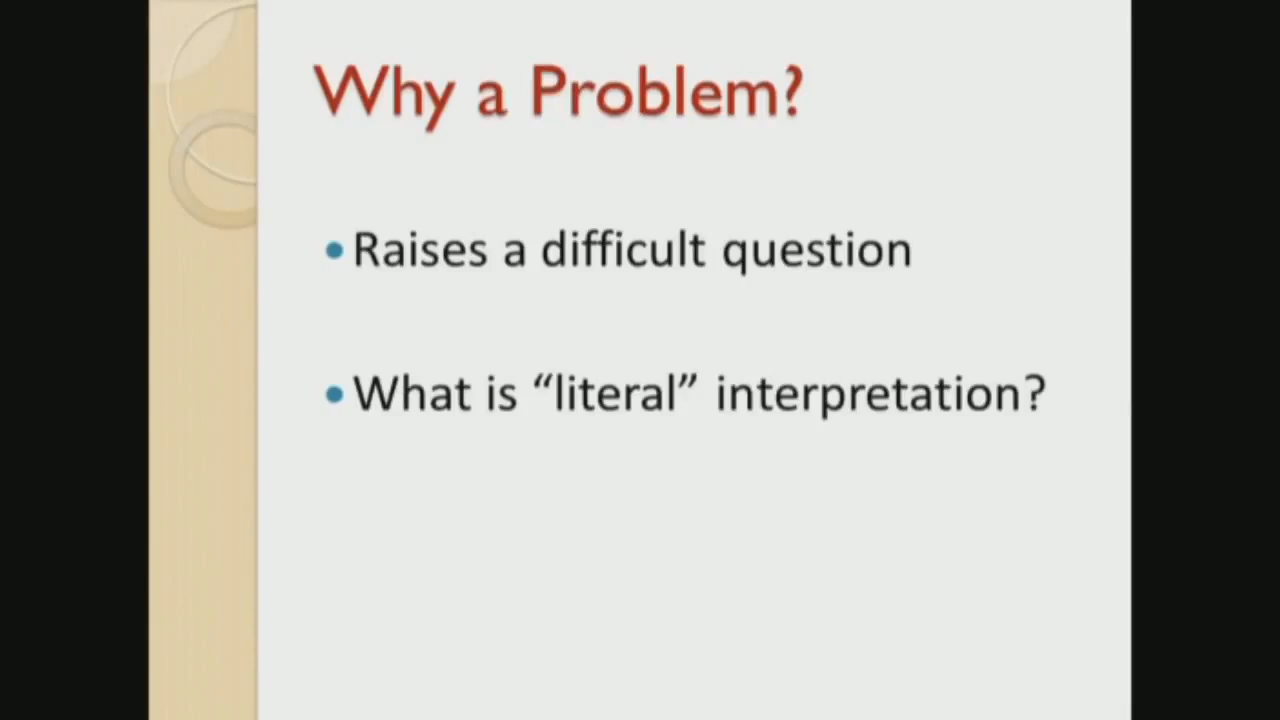 Why a Problem?
• Raises a difficult question
• What is “literal” interpretation?